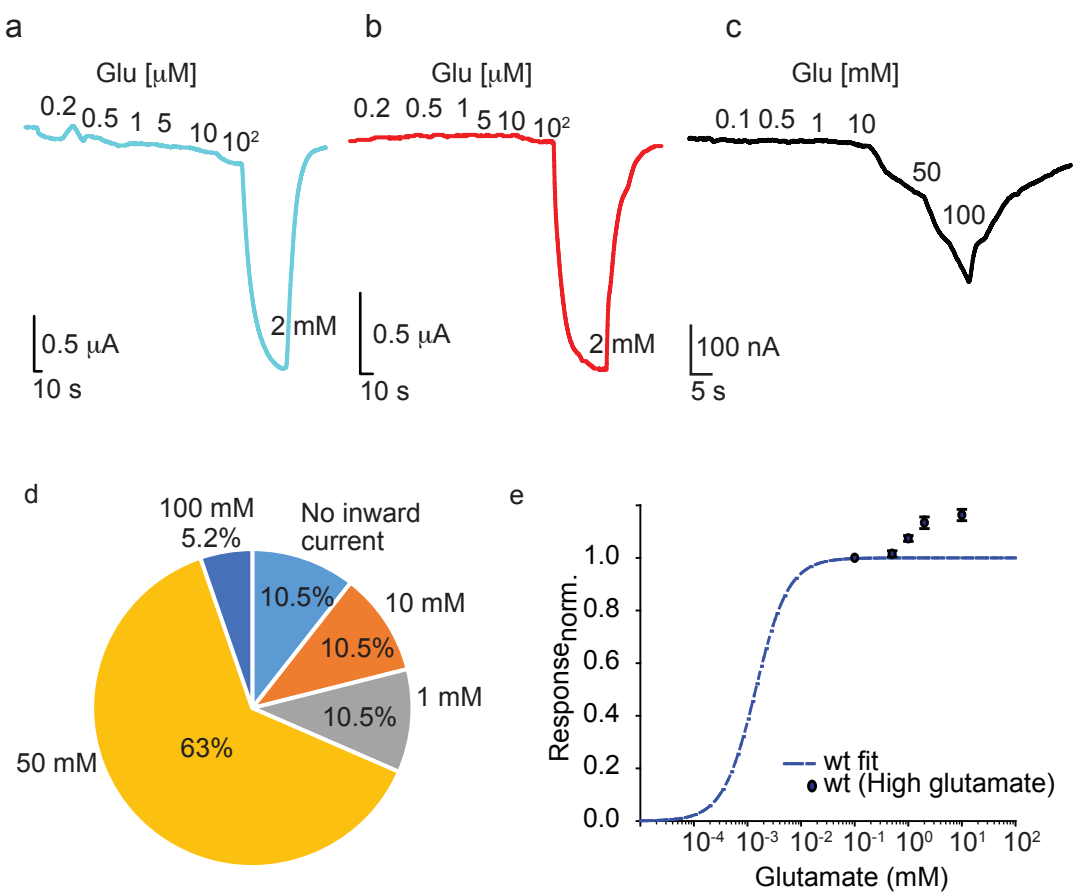 a
Glu [μM]
0.2
0.5
1
5
10
10²
2 mM
0.5 μA
10 s
b
Glu [μM]
0.2
0.5
1
5
10
10²
2 mM
0.5 μA
10 s
c
Glu [mM]
0.1
0.5
1
10
50
100
100 nA
5 s
d
100 mM
5.2%
No inward
current
10.5%
10 mM
10.5%
1 mM
10.5%
50 mM
63%
e
Response norm.
1.0
0.8
0.6
0.4
0.2
0.0
wt fit
wt (High glutamate)
10⁻⁴ 10⁻³ 10⁻² 10⁻¹ 10⁰ 10¹ 10²
Glutamate (mM)